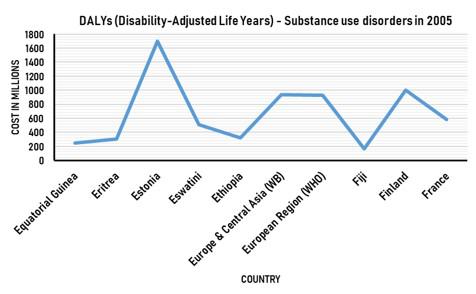 DALYs (Disability-Adjusted Life Years) - Substance use disorders in 2005
COST IN MILLIONS
1800
1600
1400
1200
1000
800
600
400
200
0
Equatorial Guinea
Eritrea
Estonia
Eswatini
Ethiopia
Europe & Central Asia (WB)
European Region (WHO)
Fiji
Finland
France
COUNTRY